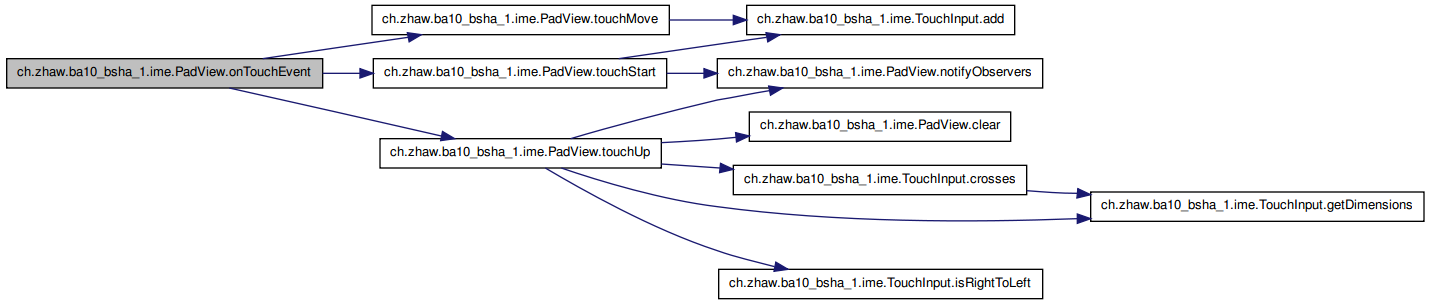 ch.zhaw.ba10_bsha_1.ime.PadView.touchMove
ch.zhaw.ba10_bsha_1.ime.TouchInput.add
ch.zhaw.ba10_bsha_1.ime.PadView.onTouchEvent
ch.zhaw.ba10_bsha_1.ime.PadView.touchStart
ch.zhaw.ba10_bsha_1.ime.PadView.notifyObservers
ch.zhaw.ba10_bsha_1.ime.PadView.clear
ch.zhaw.ba10_bsha_1.ime.PadView.touchUp
ch.zhaw.ba10_bsha_1.ime.TouchInput.crosses
ch.zhaw.ba10_bsha_1.ime.TouchInput.getDimensions
ch.zhaw.ba10_bsha_1.ime.TouchInput.isRightToLeft